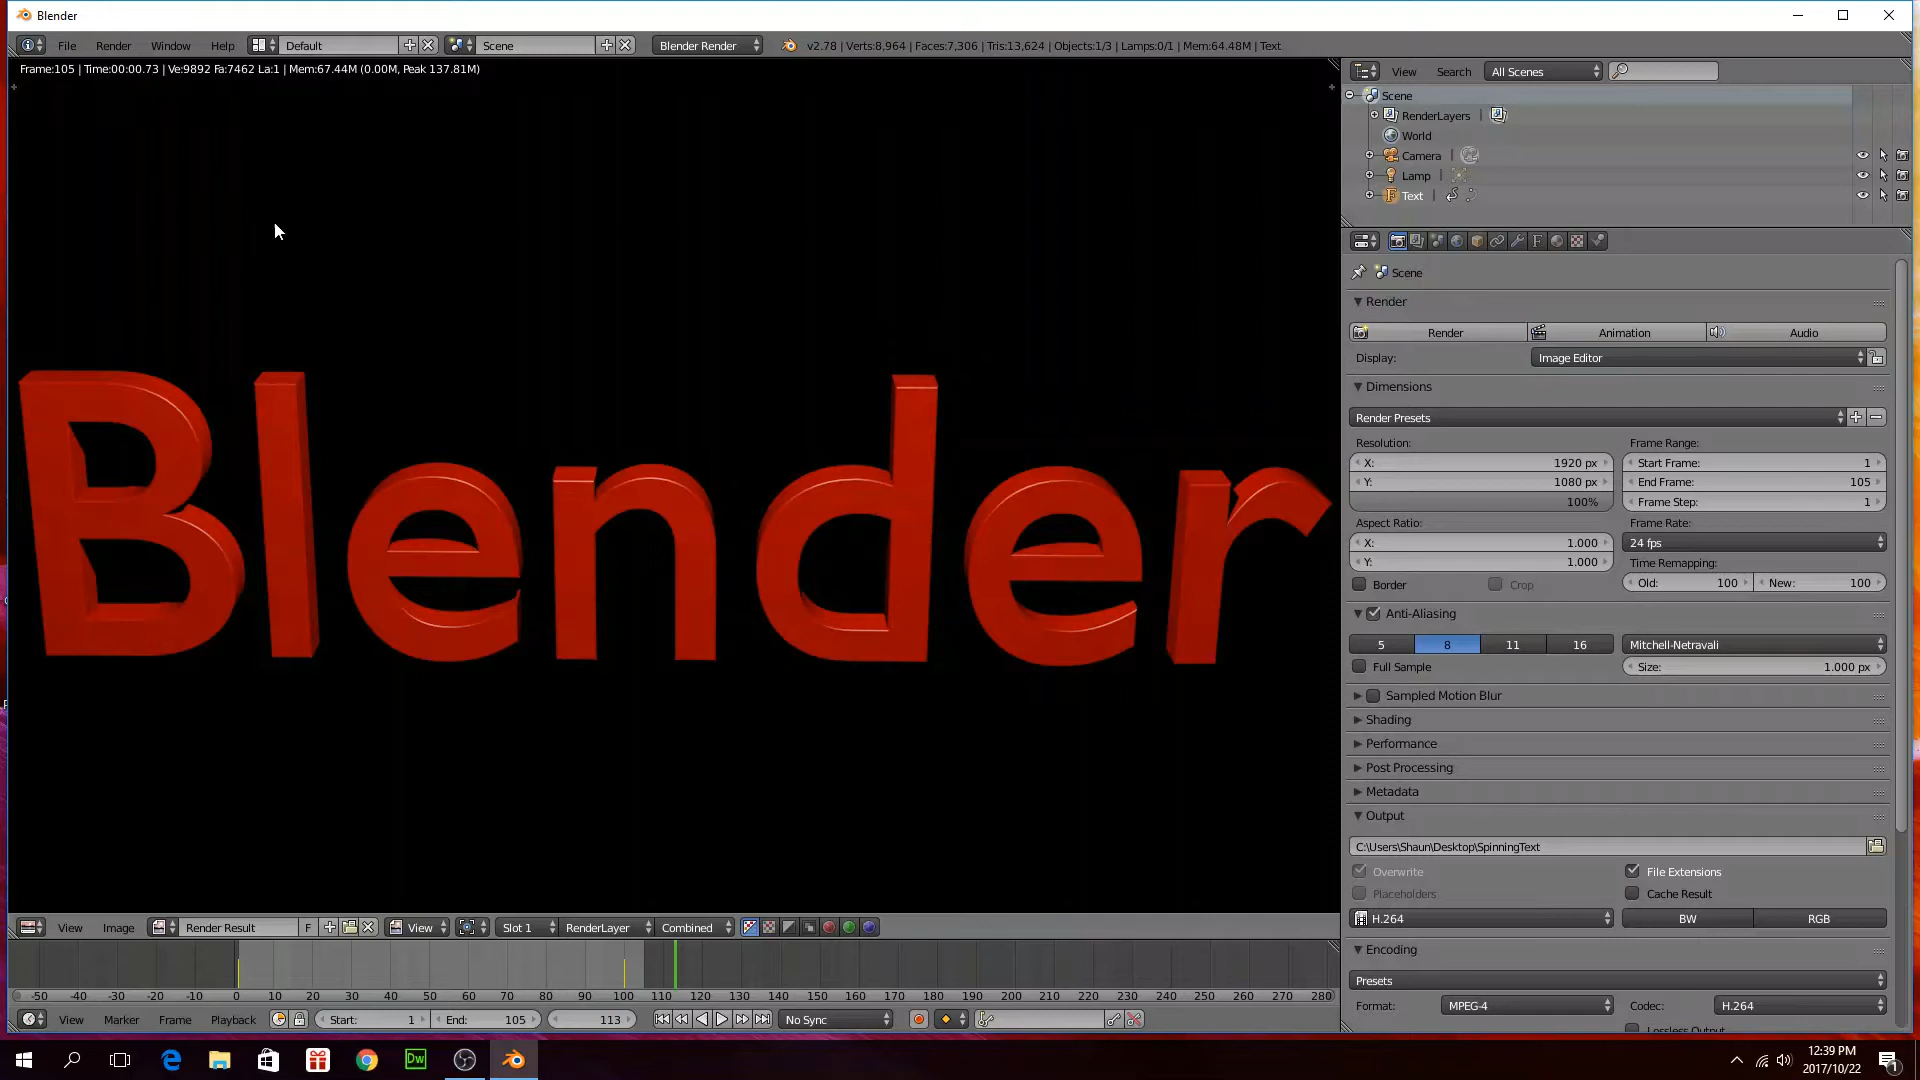 Blender
File Render Window Help Default Scene Blender Render v2.78 | Verts:8,964 | Faces:7,306 | Tris:13,624 | Objects:1/3 | Lamps:0/1 | Mem:64.48M | Text
Frame:105 | Time:00:00.73 | Ve:9892 Fa:7462 La:1 | Mem:67.44M (0.00M, Peak 137.81M)
View Search All Scenes
Scene
RenderLayers
World
Camera
Lamp
Text
Scene
Render
Render Animation Audio
Display: Image Editor
Dimensions
Render Presets
Resolution: Frame Range:
X: 1920 px Start Frame: 1
Y: 1080 px End Frame: 105
100% Frame Step: 1
Aspect Ratio: Frame Rate:
X: 1.000 24 fps
Y: 1.000 Time Remapping:
Border Crop Old: 100 New: 100
Anti-Aliasing
5 8 11 16 Mitchell-Netravali
Full Sample Size: 1.000 px
Sampled Motion Blur
Shading
Performance
Post Processing
Metadata
Output
C:\Users\Shaun\Desktop\SpinningText
Overwrite File Extensions
Placeholders Cache Result
H.264 BW RGB
Encoding
Presets
Format: MPEG-4 Codec: H.264
Lossless Output
Blender
View Image Render Result F View Slot 1 RenderLayer Combined
-50 -40 -30 -20 -10 0 10 20 30 40 50 60 70 80 90 100 110 120 130 140 150 160 170 180 190 200 210 220 230 240 250 260 270 280
View Marker Frame Playback Start: 1 End: 105 113 No Sync
Dw
12:39 PM
2017/10/22
1